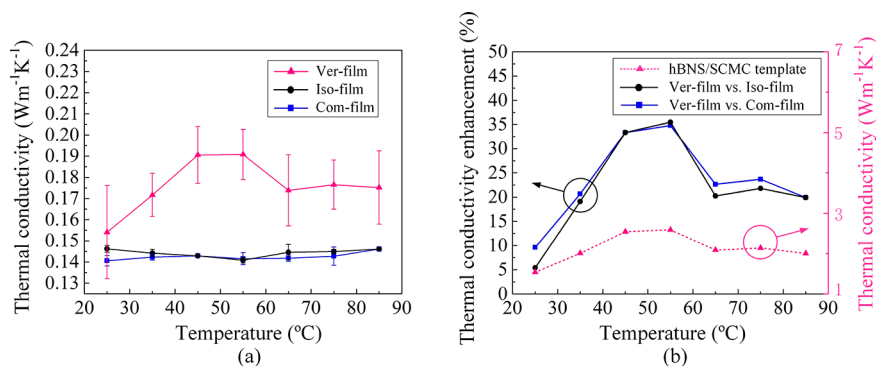 Thermal conductivity (Wm⁻¹K⁻¹)
0.24
0.23
0.22
0.21
0.20
0.19
0.18
0.17
0.16
0.15
0.14
0.13
Ver-film
Iso-film
Com-film
20 30 40 50 60 70 80 90
Temperature (ºC)
(a)
Thermal conductivity enhancement (%)
50
45
40
35
30
25
20
15
10
5
0
hBNS/SCMC template
Ver-film vs. Iso-film
Ver-film vs. Com-film
20 30 40 50 60 70 80 90
Temperature (ºC)
(b)
7
5
3
1
Thermal conductivity (Wm⁻¹K⁻¹)